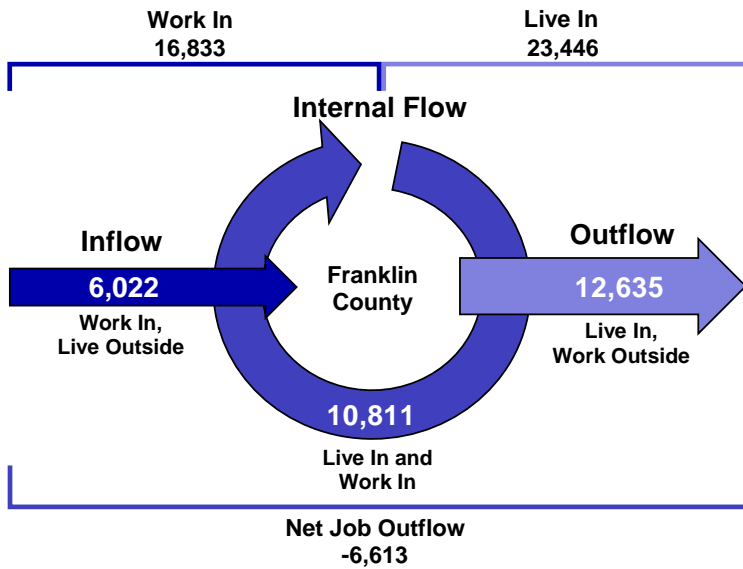 Work In
16,833
Live In
23,446
Internal Flow
Inflow
6,022
Work In,
Live Outside
Franklin
County
Outflow
12,635
Live In,
Work Outside
10,811
Live In and
Work In
Net Job Outflow
-6,613